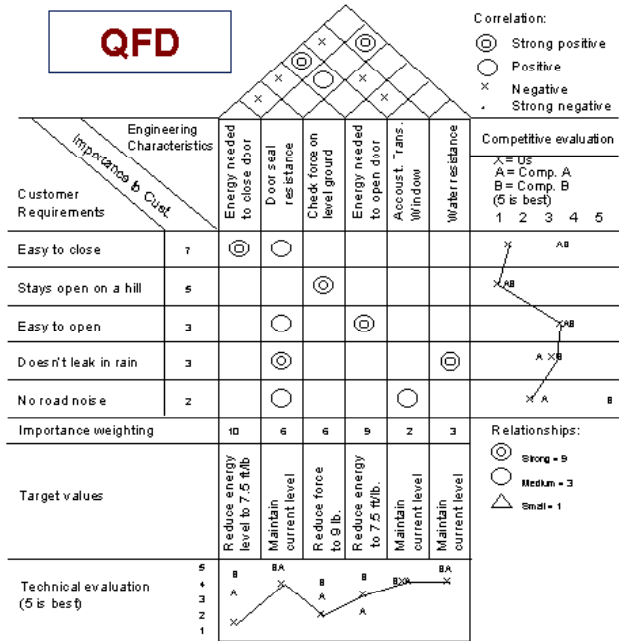 QFD
Correlation:
Strong positive
Positive
X Negative
Strong negative
Engineering
Characteristics
Importance to Cust.
Customer
Requirements
Energy needed
to close door
Door seal
resistance
Check force on
level ground
Energy needed
to open door
Accoust. Trans.
Window
Water resistance
Competitive evaluation
X = Us
A = Comp. A
B = Comp. B
(5 is best)
1 2 3 4 5
Easy to close 7 X AB
Stays open on a hill 5 X AB
Easy to open 3 X AB
Doesn't leak in rain 3 A X B
No road noise 2 X A B
Importance weighting 10 6 6 9 2 3
Relationships:
Strong = 9
Medium = 3
Small = 1
Target values
Reduce energy
level to 7.5 ft/lb
Maintain
current level
Reduce force
to 9 lb.
Reduce energy
to 7.5 ft/lb.
Maintain
current level
Maintain
current level
Technical evaluation
(5 is best)
5
4
3
2
1
B A X
BA X
B A X
B X A
B X A
BA X